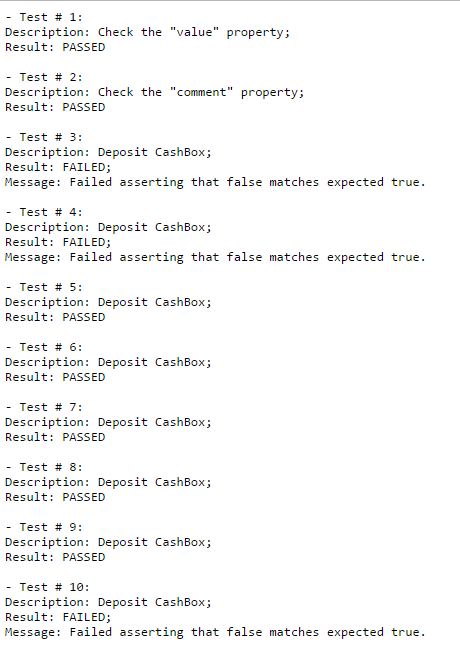 - Test # 1:
Description: Check the "value" property;
Result: PASSED
- Test # 2:
Description: Check the "comment" property;
Result: PASSED
- Test # 3:
Description: Deposit CashBox;
Result: FAILED;
Message: Failed asserting that false matches expected true.
- Test # 4:
Description: Deposit CashBox;
Result: FAILED;
Message: Failed asserting that false matches expected true.
- Test # 5:
Description: Deposit CashBox;
Result: PASSED
- Test # 6:
Description: Deposit CashBox;
Result: PASSED
- Test # 7:
Description: Deposit CashBox;
Result: PASSED
- Test # 8:
Description: Deposit CashBox;
Result: PASSED
- Test # 9:
Description: Deposit CashBox;
Result: PASSED
- Test # 10:
Description: Deposit CashBox;
Result: FAILED;
Message: Failed asserting that false matches expected true.